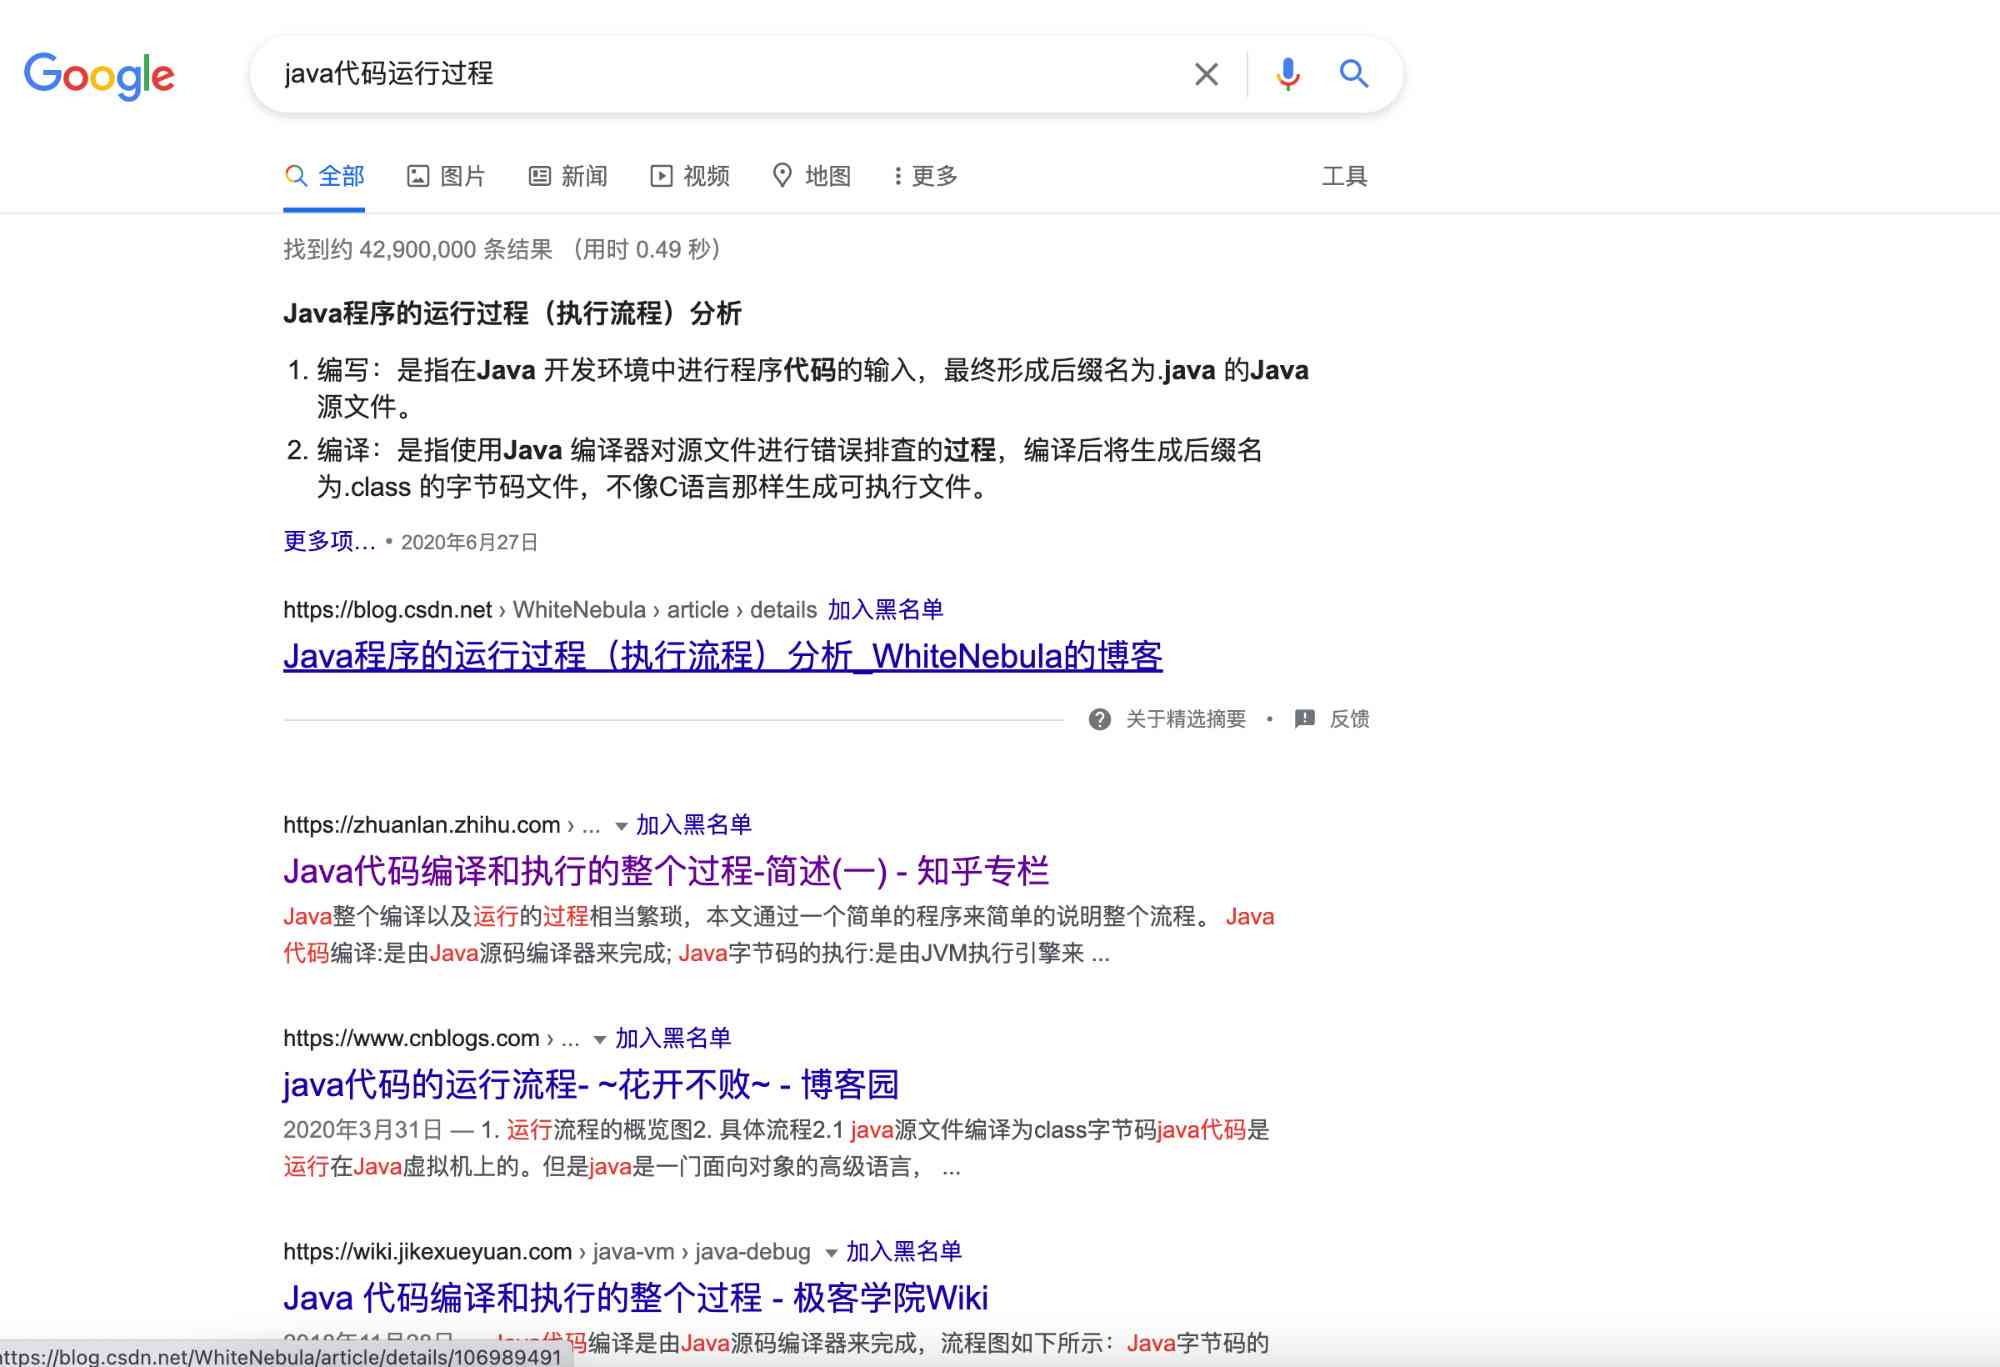 Google
java代码运行过程
全部 图片 新闻 视频 地图 更多 工具
找到约 42,900,000 条结果 （用时 0.49 秒）
Java程序的运行过程（执行流程）分析
1. 编写：是指在Java 开发环境中进行程序代码的输入，最终形成后缀名为.java 的Java
源文件。
2. 编译：是指使用Java 编译器对源文件进行错误排査的过程，编译后将生成后缀名
为.class 的字节码文件，不像C语言那样生成可执行文件。
更多项... • 2020年6月27日
https://blog.csdn.net › WhiteNebula › article › details 加入黑名单
Java程序的运行过程（执行流程）分析_WhiteNebula的博客
关于精选摘要 • 反馈
https://zhuanlan.zhihu.com › ... 加入黑名单
Java代码编译和执行的整个过程-简述(一) - 知乎专栏
Java整个编译以及运行的过程相当繁琐，本文通过一个简单的程序来简单的说明整个流程。 Java
代码编译:是由Java源码编译器来完成; Java字节码的执行:是由JVM执行引擎来 ...
https://www.cnblogs.com › ... 加入黑名单
java代码的运行流程- ~花开不败~ - 博客园
2020年3月31日 — 1. 运行流程的概览图2. 具体流程2.1 java源文件编译为class字节码java代码是
运行在Java虚拟机上的。但是java是一门面向对象的高级语言， ...
https://wiki.jikexueyuan.com › java-vm › java-debug 加入黑名单
Java 代码编译和执行的整个过程 - 极客学院Wiki
2018年11月28日 — Java代码编译是由Java源码编译器来完成，流程图如下所示：Java字节码的
ttps://blog.csdn.net/WhiteNebula/article/details/106989491